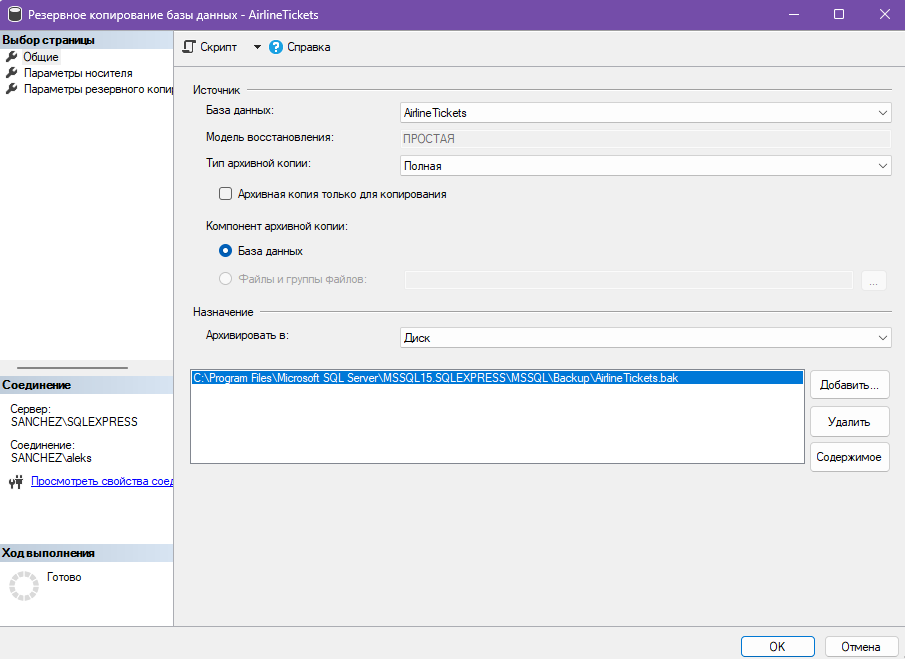 Резервное копирование базы данных - AirlineTickets
Выбор страницы
Общие
Параметры носителя
Параметры резервного копи
Скрипт
Справка
Источник
База данных:
AirlineTickets
Модель восстановления:
ПРОСТАЯ
Тип архивной копии:
Полная
Архивная копия только для копирования
Компонент архивной копии:
База данных
Файлы и группы файлов:
...
Назначение
Архивировать в:
Диск
C:\Program Files\Microsoft SQL Server\MSSQL15.SQLEXPRESS\MSSQL\Backup\AirlineTickets.bak
Добавить...
Удалить
Содержимое
Соединение
Сервер:
SANCHEZ\SQLEXPRESS
Соединение:
SANCHEZ\aleks
Просмотреть свойства соед
Ход выполнения
Готово
OK
Отмена